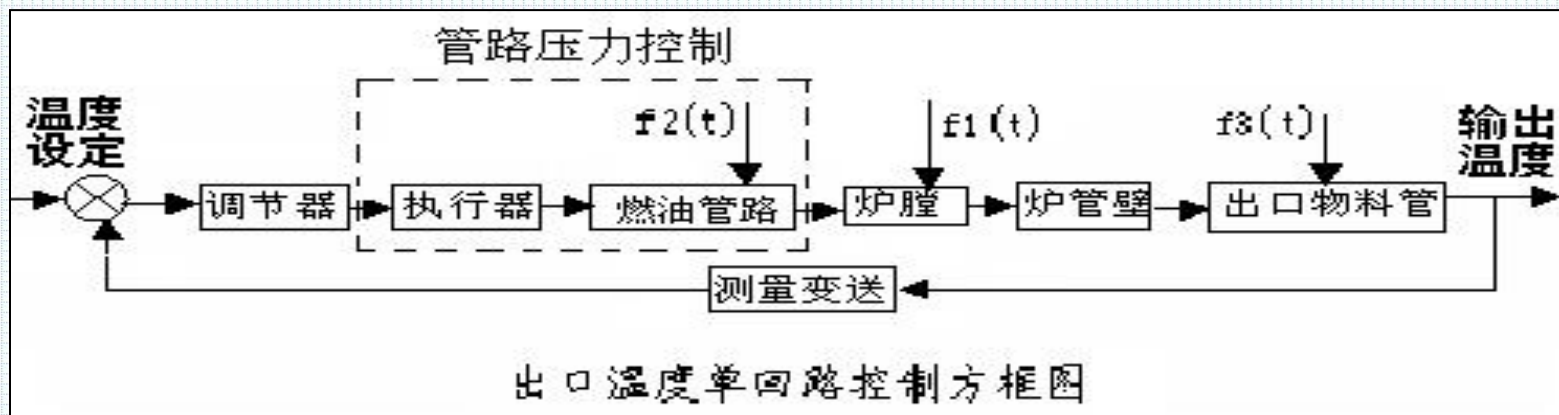 管路压力控制
温度
设定
f2(t)
f1(t)
f3(t)
输出
温度
调节器
执行器
燃油管路
炉膛
炉管壁
出口物料管
测量变送
出口温度单回路控制方框图